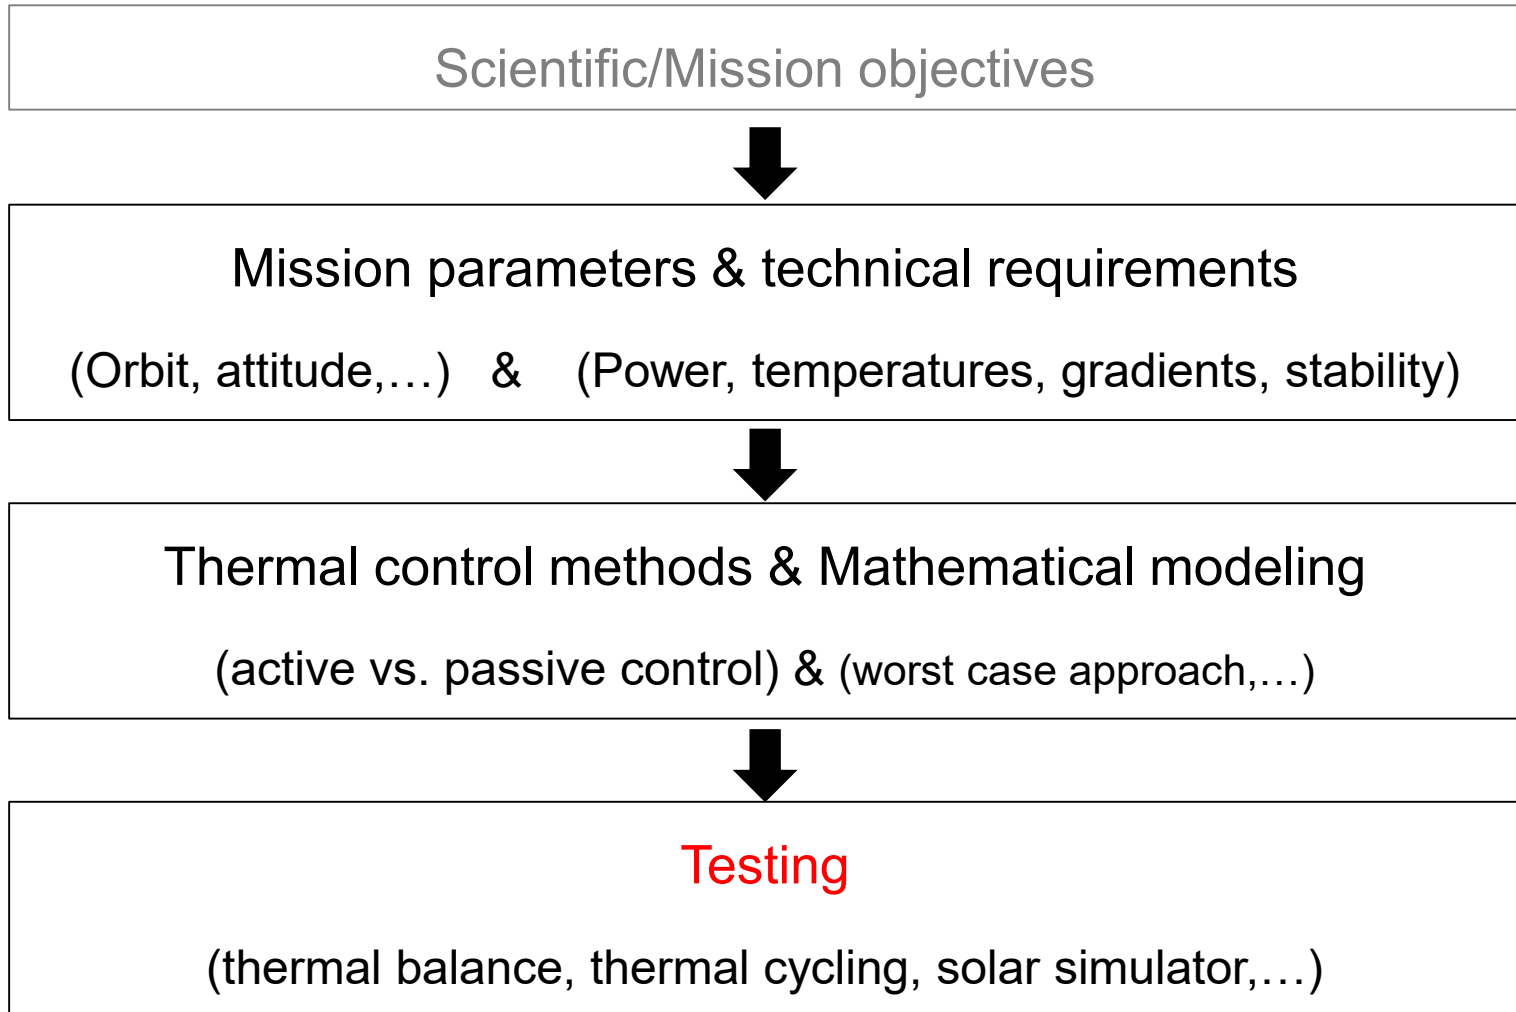 Scientific/Mission objectives
Mission parameters & technical requirements
(Orbit, attitude,…) & (Power, temperatures, gradients, stability)
Thermal control methods & Mathematical modeling
(active vs. passive control) & (worst case approach,…)
Testing
(thermal balance, thermal cycling, solar simulator,…)